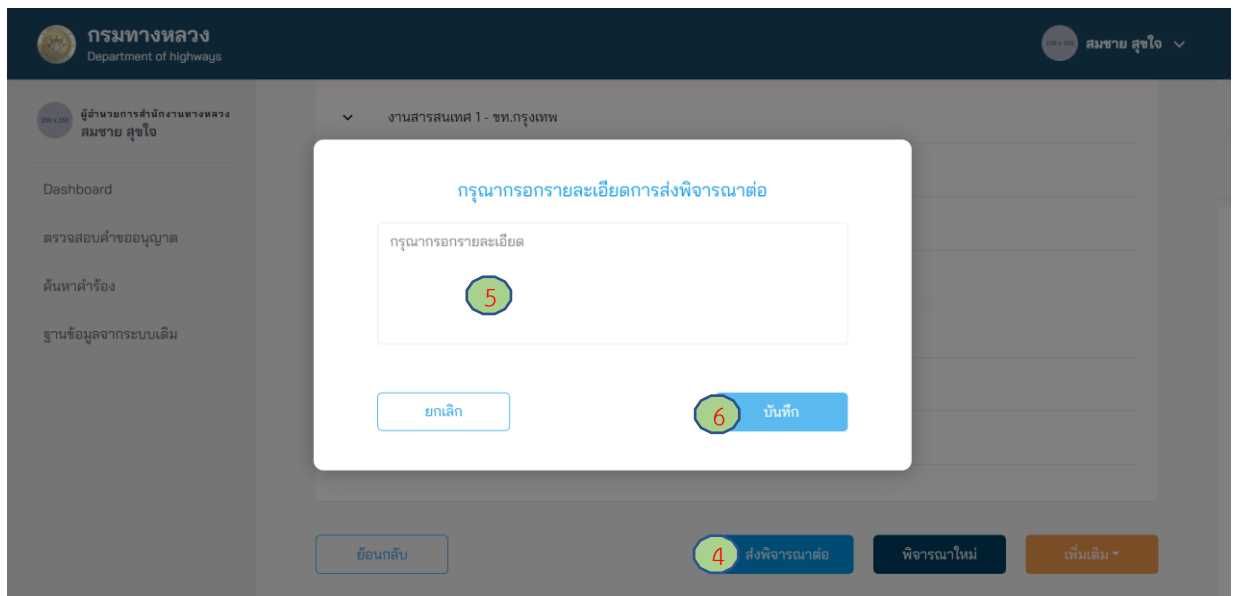 กรมทางหลวง
Department of highways
สมชาย สุขใจ
ผู้อำนวยการสำนักงานทางหลวง
สมชาย สุขใจ
Dashboard
ตรวจสอบคำขออนุญาต
ค้นหาคำร้อง
ฐานข้อมูลจากระบบเดิม
งานสารสนเทศ 1 - ขท.กรุงเทพ
กรุณากรอกรายละเอียดการส่งพิจารณาต่อ
กรุณากรอกรายละเอียด
5
ยกเลิก
6 บันทึก
ย้อนกลับ
4 ส่งพิจารณาต่อ
พิจารณาใหม่
เพิ่มเติม